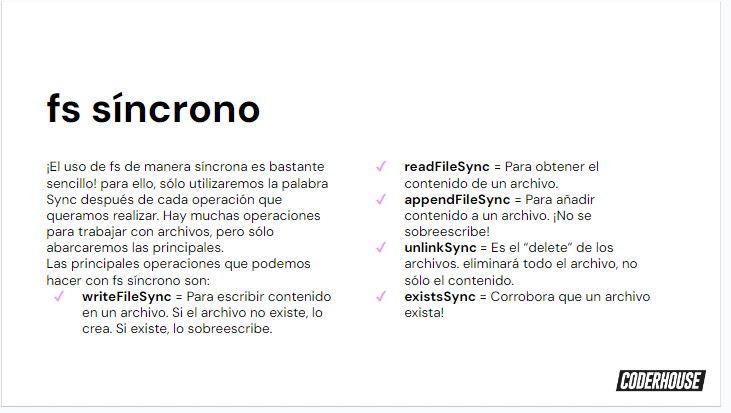 fs síncrono
¡El uso de fs de manera síncrona es bastante
sencillo! para ello, sólo utilizaremos la palabra
Sync después de cada operación que
queramos realizar. Hay muchas operaciones
para trabajar con archivos, pero sólo
abarcaremos las principales.
Las principales operaciones que podemos
hacer con fs síncrono son:
✓ writeFileSync = Para escribir contenido
en un archivo. Si el archivo no existe, lo
crea. Si existe, lo sobreescribe.
✓ readFileSync = Para obtener el
contenido de un archivo.
✓ appendFileSync = Para añadir
contenido a un archivo. ¡No se
sobreescribe!
✓ unlinkSync = Es el “delete” de los
archivos. eliminará todo el archivo, no
sólo el contenido.
✓ existsSync = Corrobora que un archivo
exista!
CODERHOUSE